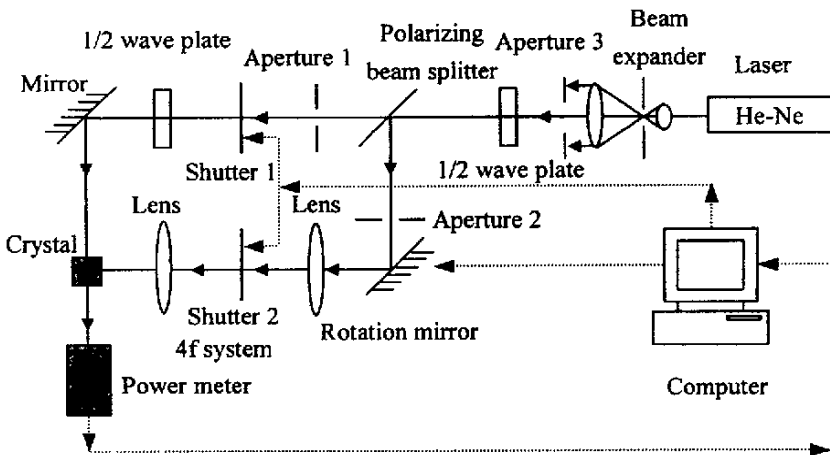 1/2 wave plate
Aperture 1
Polarizing
beam splitter
Aperture 3
Beam
expander
Laser
He-Ne
Mirror
Shutter 1
1/2 wave plate
Lens
Lens
Aperture 2
Crystal
Shutter 2
4f system
Rotation mirror
Power meter
Computer